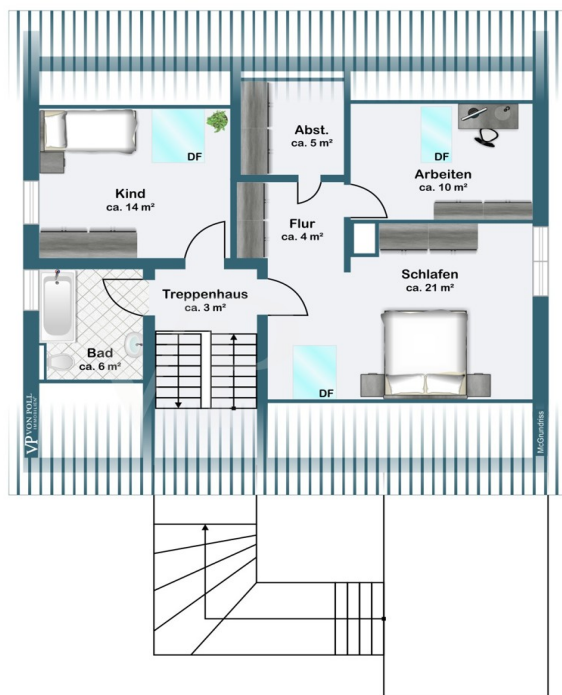 Abst.
ca. 5 m²
DF
DF
Arbeiten
ca. 10 m²
Kind
ca. 14 m²
Flur
ca. 4 m²
Schlafen
ca. 21 m²
Treppenhaus
ca. 3 m²
Bad
ca. 6 m²
DF
VP VON POLL
IMMOBILIEN
McGrundriss